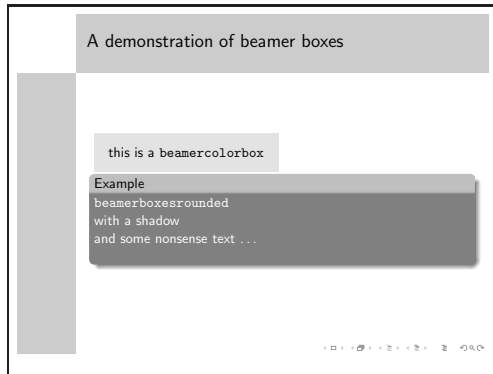 A demonstration of beamer boxes
this is a beamercolorbox
Example
beamerboxesrounded
with a shadow
and some nonsense text ...